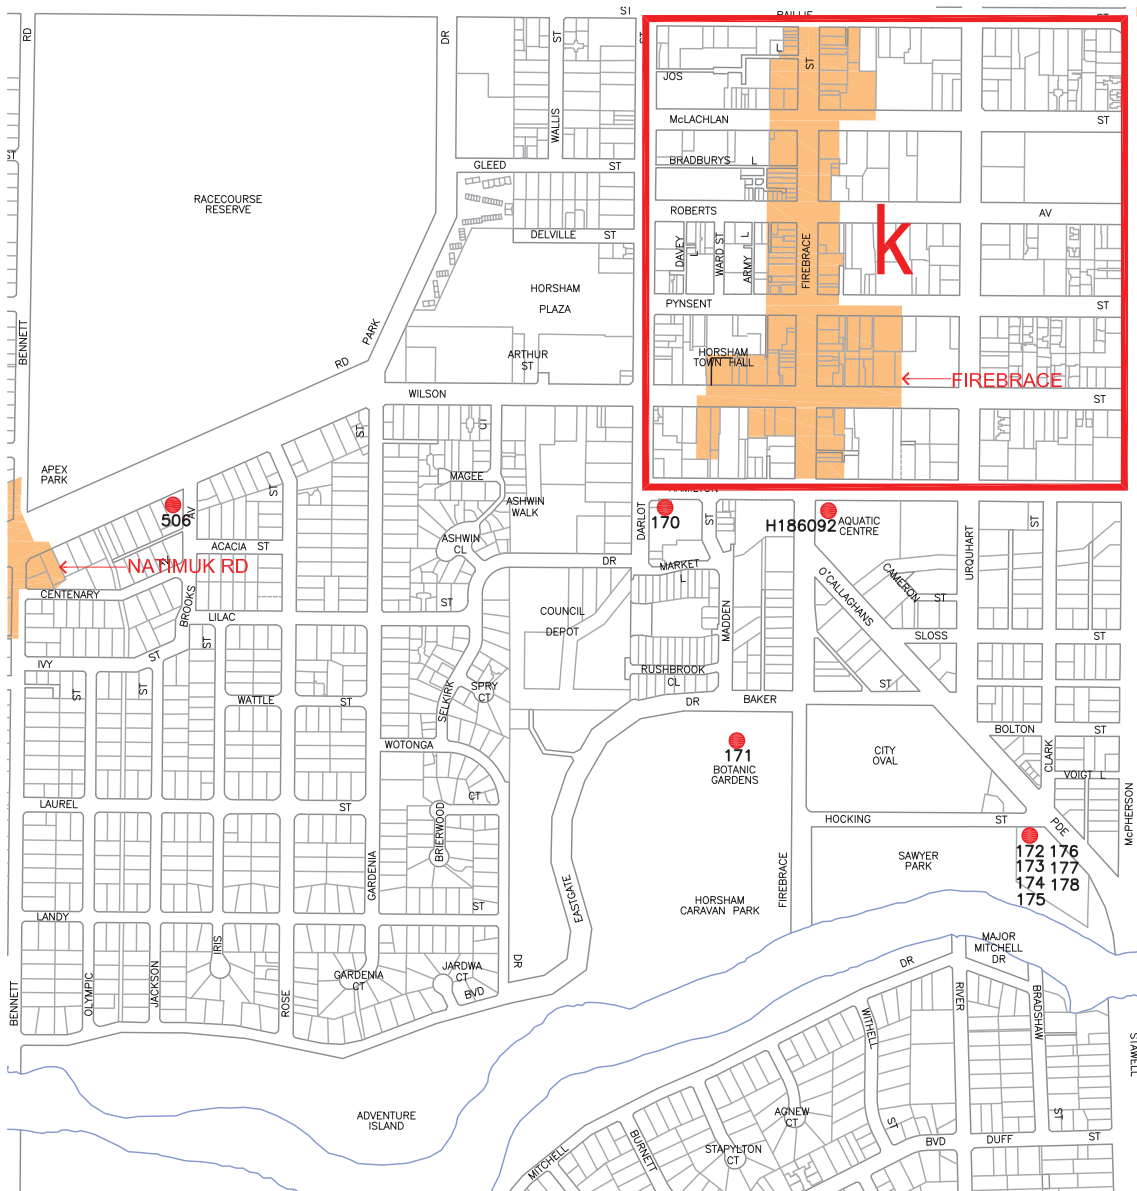 ST
BAILLIE
ST
RD
DR
ST
ST
L
ST
JOS
WALLIS
McLACHLAN
ST
ST
GLEED
ST
BRADBURYS L
RACECOURSE
RESERVE
ROBERTS
AV
DELVILLE ST
DAVEY
L
WARD ST
ARMY L
FIREBRACE
k
HORSHAM
PLAZA
PYNSENT
ST
BENNETT
RD
PARK
ARTHUR
ST
HORSHAM
TOWN HALL
FIREBRACE
WILSON
ST
ST
APEX
PARK
ST
MAGEE
HAMILTON
506
AV
ASHWIN
WALK
DARLOT
170
ST
H186092
AQUATIC
CENTRE
URQUHART
ST
ACACIA ST
ASHWIN
CL
NATIMUK RD
DR
MARKET
L
CENTENARY
BROOKS
LILAC
ST
ST
COUNCIL
DEPOT
MADDEN
O'CALLAGHANS
CAMERON
ST
SLOSS
ST
IVY
ST
ST
ST
WATTLE
ST
SELKIRK
SPRY
CT
RUSHBROOK
CL
DR
BAKER
ST
WOTONGA
171
BOTANIC
GARDENS
CITY
OVAL
BOLTON
ST
CLARK
VOIGT L
LAUREL
ST
CT
BRIERWOOD
HOCKING
ST
PDE
McPHERSON
GARDENIA
FIREBRACE
SAWYER
PARK
172 176
173 177
174 178
175
LANDY
ST
EASTGATE
HORSHAM
CARAVAN PARK
BENNETT
OLYMPIC
JACKSON
IRIS
ROSE
GARDENIA
CT
JARDWA
CT
BVD
DR
DR
MAJOR
MITCHELL
DR
RIVER
BRADSHAW
WITHELL
STAWELL
ADVENTURE
ISLAND
AGNEW
CT
ST
ST
BVD
DUFF
ST
MITCHELL
BURNETT
STAPYLTON
CT